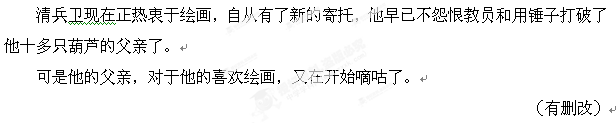 清兵卫现在正热衷于绘画，自从有了新的寄托，他早已不怨恨教员和用锤子打破了
他十多只葫芦的父亲了。
可是他的父亲，对于他的喜欢绘画，又在开始嘀咕了。
（有删改）